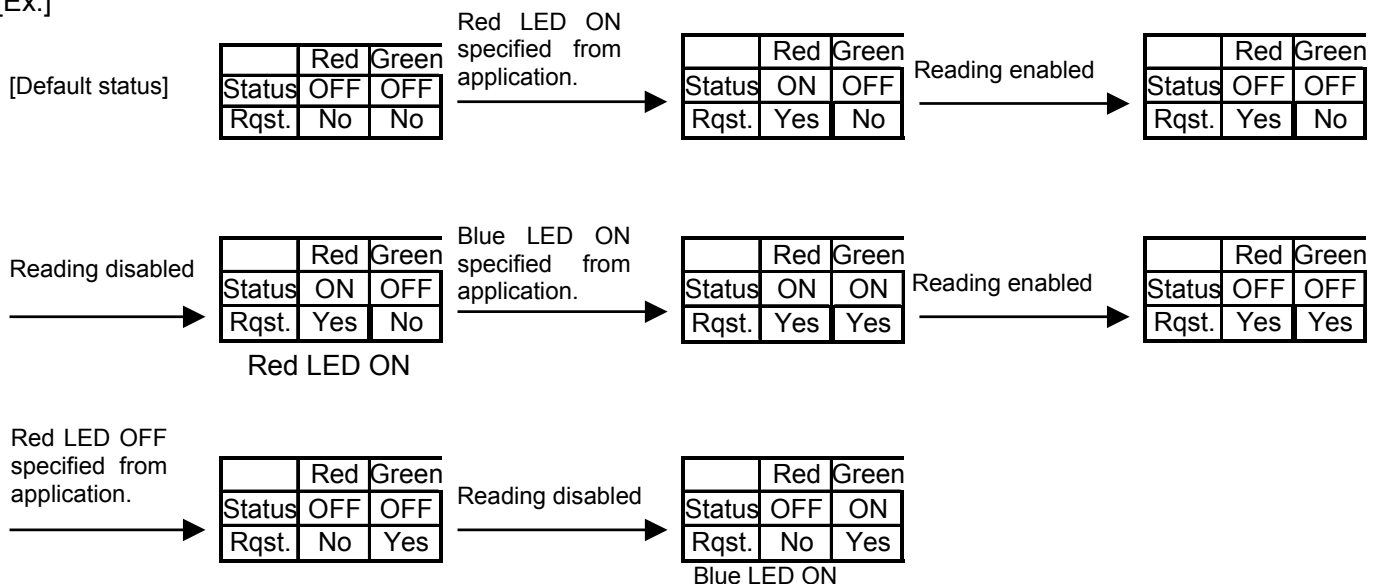 [Ex.]
[Default status]
Red Green
Status OFF OFF
Rqst. No No
Red LED ON
specified from
application.
Red Green
Status ON OFF
Rqst. Yes No
Reading enabled
Red Green
Status OFF OFF
Rqst. Yes No
Reading disabled
Red Green
Status ON OFF
Rqst. Yes No
Red LED ON
Blue LED ON
specified from
application.
Red Green
Status ON ON
Rqst. Yes Yes
Reading enabled
Red Green
Status OFF OFF
Rqst. Yes Yes
Red LED OFF
specified from
application.
Red Green
Status OFF OFF
Rqst. No Yes
Reading disabled
Red Green
Status OFF ON
Rqst. No Yes
Blue LED ON